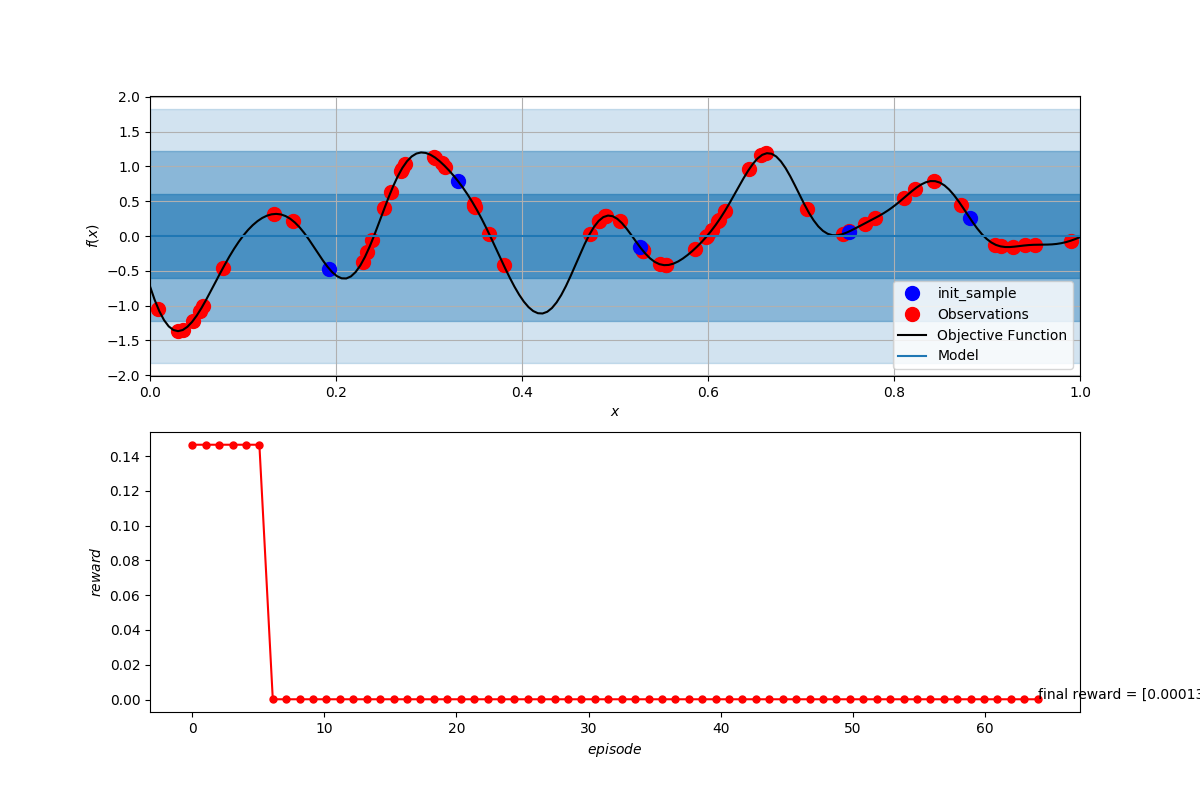 2.0
1.5
1.0
0.5
0.0
−0.5
−1.0
−1.5
−2.0
f(x)
init_sample
Observations
Objective Function
Model
0.0 0.2 0.4 0.6 0.8 1.0
x
0.14
0.12
0.10
0.08
0.06
0.04
0.02
0.00
reward
final reward = [0.00013
0 10 20 30 40 50 60
episode